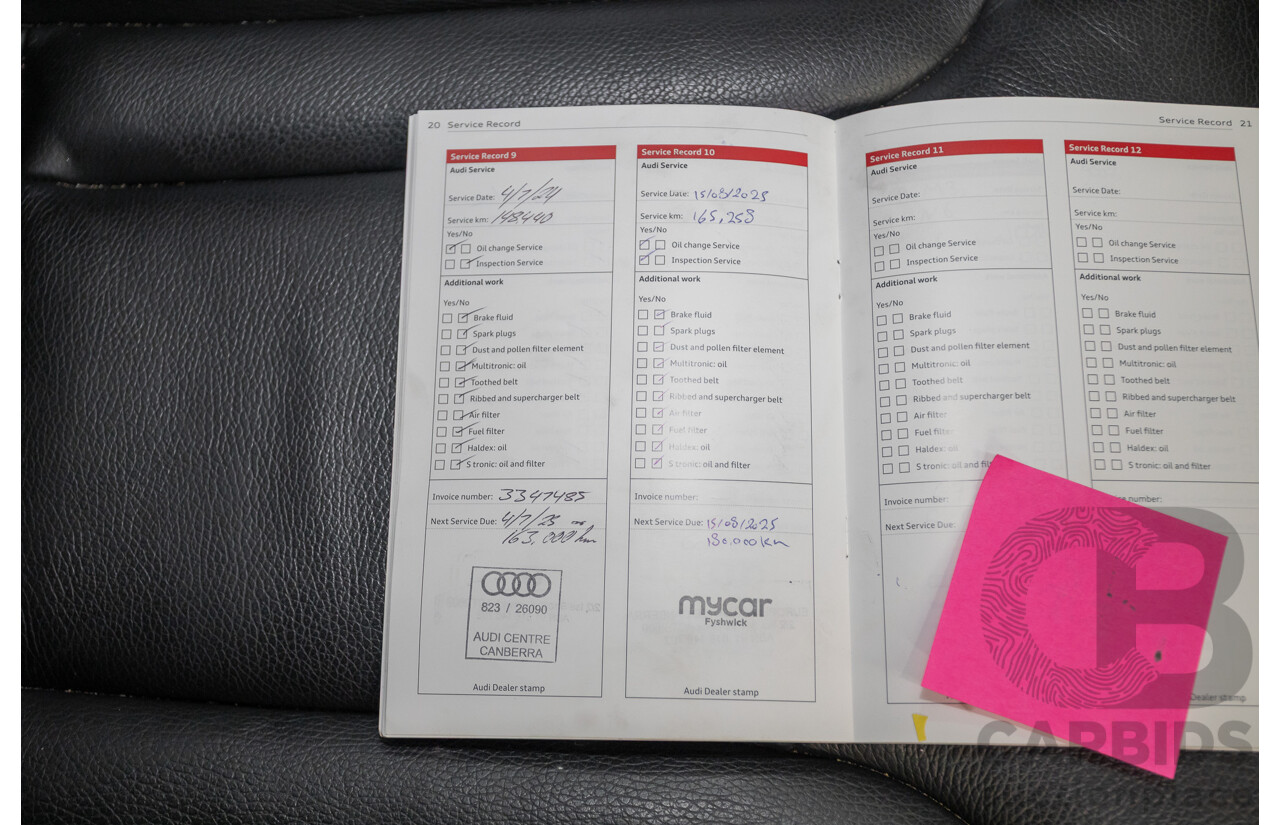 20 Service Record
Service Record 9
Audi Service
Service Date: 4/7/24
Service km: 148440
Yes/No
Oil change Service
Inspection Service
Additional work
Yes/No
Brake fluid
Spark plugs
Dust and pollen filter element
Multitronic: oil
Toothed belt
Ribbed and supercharger belt
Air filter
Fuel filter
Haldex: oil
S tronic: oil and filter
Invoice number: 3347485
Next Service Due: 4/7/25
163,000 km
823 / 26090
AUDI CENTRE
CANBERRA
Audi Dealer stamp
Service Record 10
Audi Service
Service Date: 15/08/2025
Service km: 165,258
Yes/No
Oil change Service
Inspection Service
Additional work
Yes/No
Brake fluid
Spark plugs
Dust and pollen filter element
Multitronic: oil
Toothed belt
Ribbed and supercharger belt
Air filter
Fuel filter
Haldex: oil
S tronic: oil and filter
Invoice number:
Next Service Due: 15/08/2025
180.000 km
mycar
Fyshwick
Audi Dealer stamp
Service Record 21
Service Record 11
Audi Service
Service Date:
Service km:
Yes/No
Oil change Service
Inspection Service
Additional work
Yes/No
Brake fluid
Spark plugs
Dust and pollen filter element
Multitronic: oil
Toothed belt
Ribbed and supercharger belt
Air filter
Fuel filter
Haldex: oil
S tronic: oil and filt
Invoice number:
Next Service Due:
Service Record 12
Audi Service
Service Date:
Service km:
Yes/No
Oil change Service
Inspection Service
Additional work
Yes/No
Brake fluid
Spark plugs
Dust and pollen filter element
Multitronic: oil
Toothed belt
Ribbed and supercharger belt
Air filter
Fuel filter
Haldex: oil
S tronic: oil and filter
number:
Dealer stamp
CARBIDS